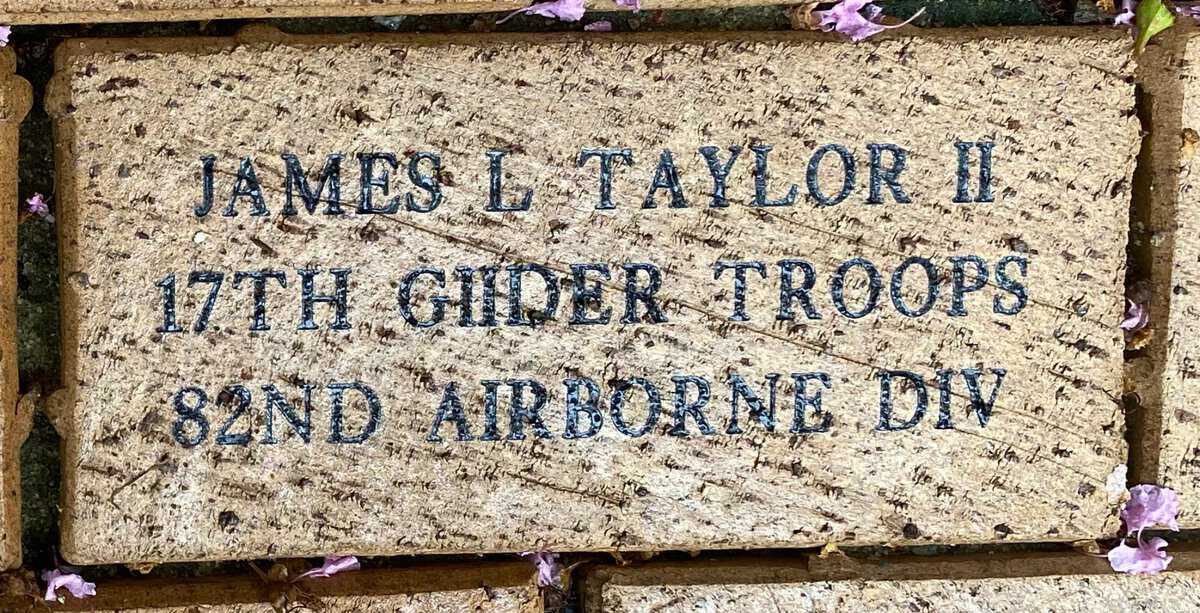 JAMES L TAYLOR II
17TH GIIDER TROOPS
82ND AIRBORNE DIV